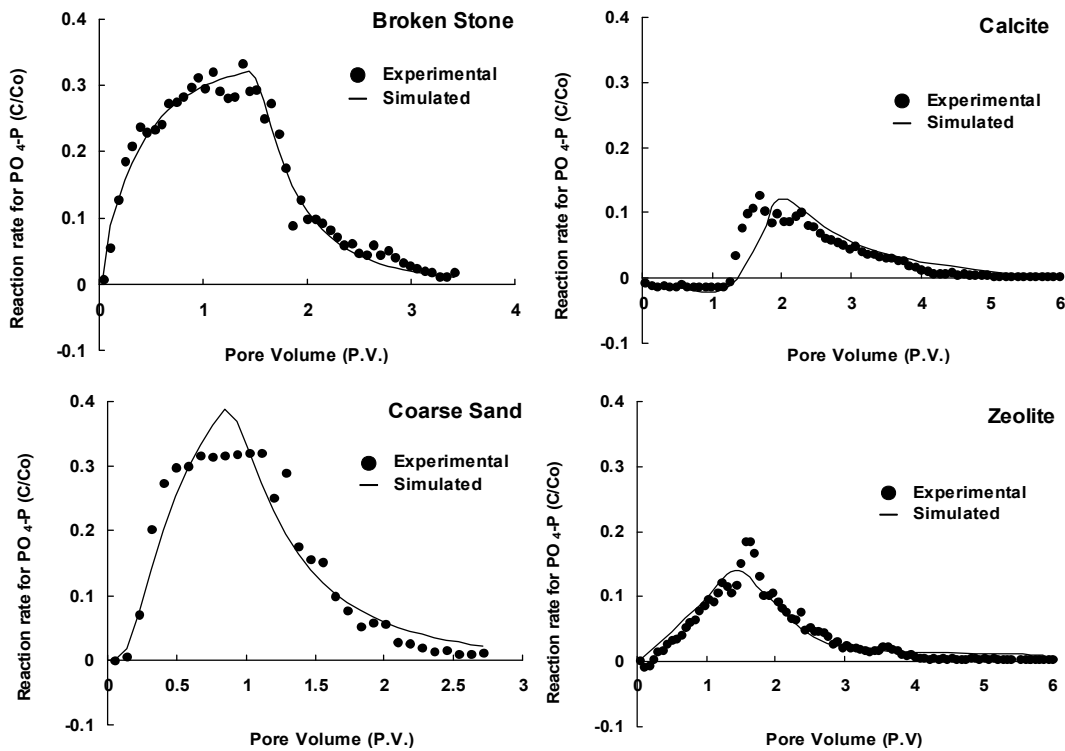 Broken Stone
Reaction rate for PO 4-P (C/Co)
0.4
0.3
0.2
0.1
0
-0.1
Experimental
Simulated
0 1 2 3 4
Pore Volume (P.V.)
Calcite
Reaction rate for PO 4-P (C/Co)
0.4
0.3
0.2
0.1
0
-0.1
Experimental
Simulated
0 1 2 3 4 5 6
Pore Volume (P.V.)
Coarse Sand
Reaction rate for PO 4-P (C/Co)
0.4
0.3
0.2
0.1
0
-0.1
Experimental
Simulated
0 0.5 1 1.5 2 2.5 3
Pore Volume (P.V.)
Zeolite
Reaction rate for PO 4-P (C/Co)
0.4
0.3
0.2
0.1
0
-0.1
Experimental
Simulated
0 1 2 3 4 5 6
Pore Volume (P.V)